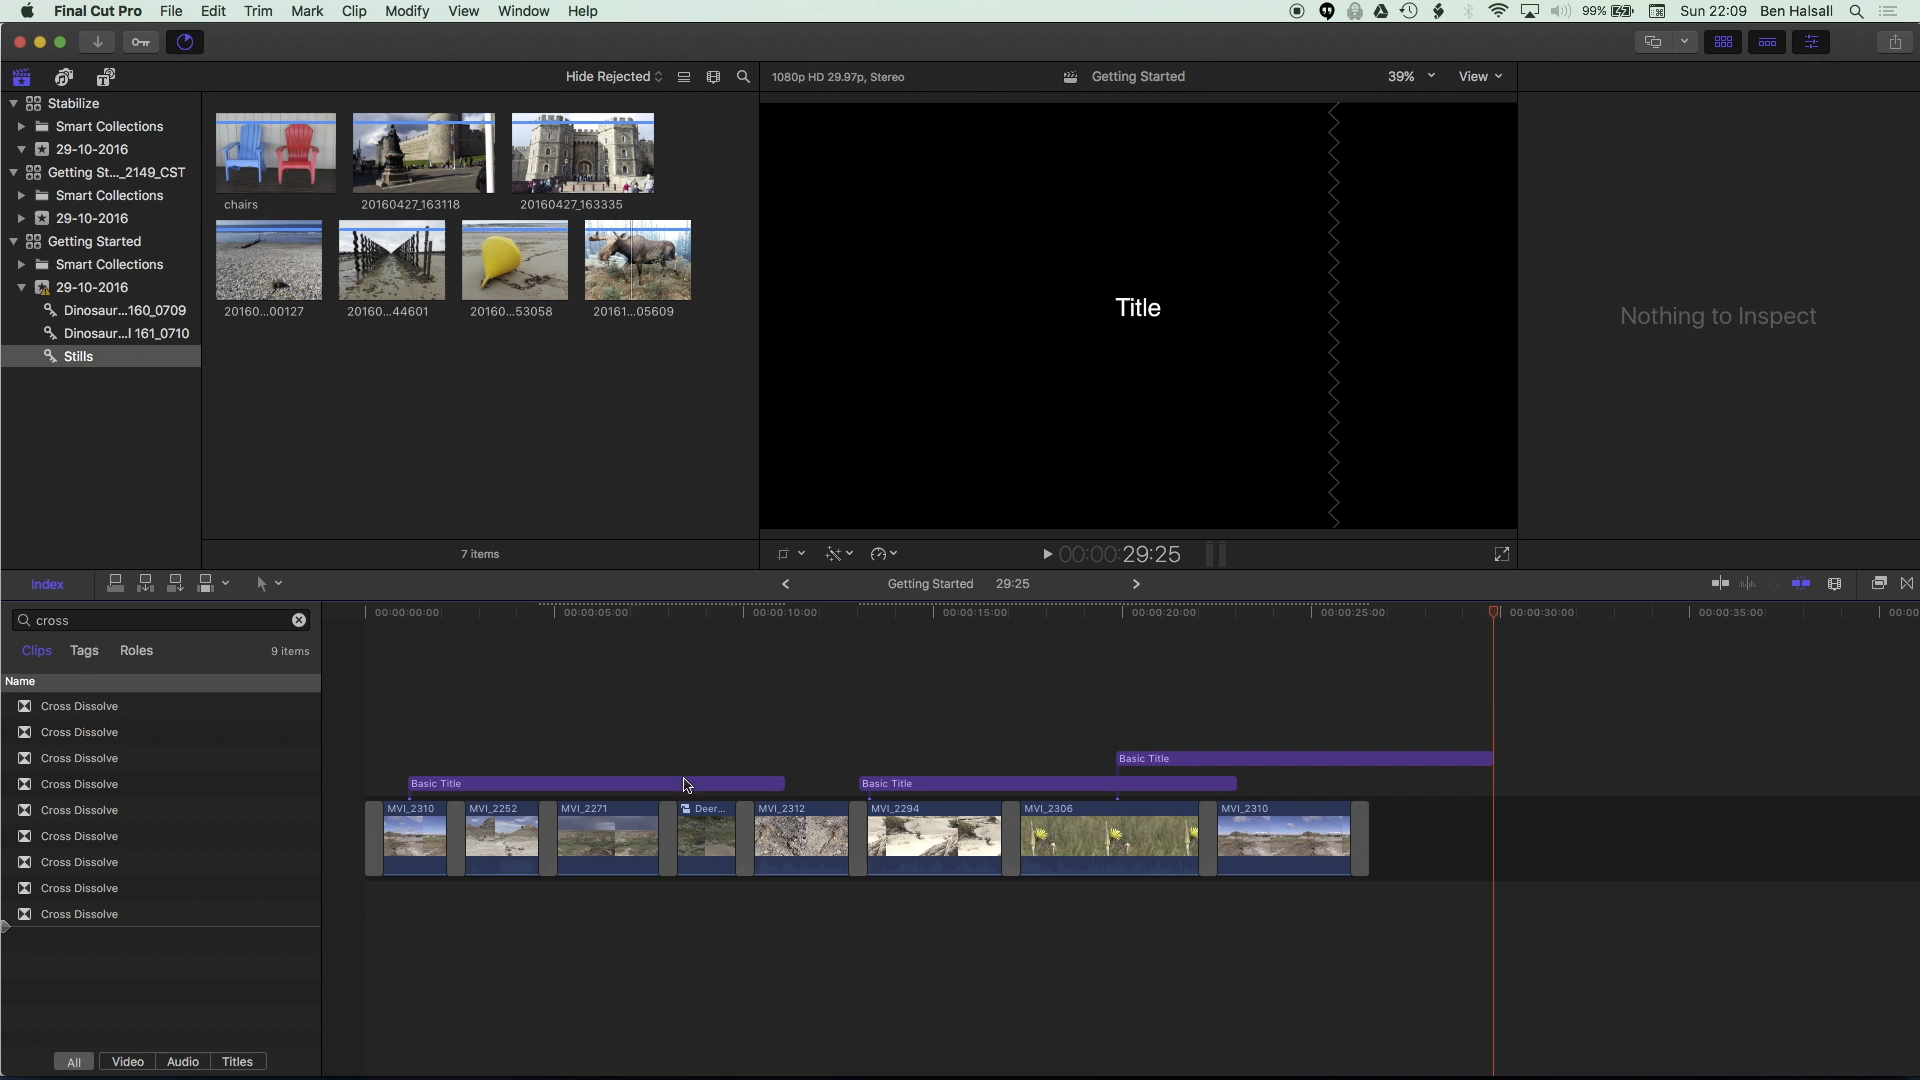 Final Cut Pro File Edit Trim Mark Clip Modify View Window Help 99% Sun 22:09 Ben Halsall
Hide Rejected 1080p HD 29.97p, Stereo Getting Started 39% View
Stabilize
Smart Collections
29-10-2016
Getting St..._2149_CST
Smart Collections
29-10-2016
Getting Started
Smart Collections
29-10-2016
Dinosaur...160_0709
Dinosaur...l 161_0710
Stills
chairs 20160427_163118 20160427_163335
20160...00127 20160...44601 20160...53058 20161...05609
7 items
Title
00:00:29:25
Nothing to Inspect
Index Getting Started 29:25
cross
Clips Tags Roles 9 items
Name
Cross Dissolve
Cross Dissolve
Cross Dissolve
Cross Dissolve
Cross Dissolve
Cross Dissolve
Cross Dissolve
Cross Dissolve
Cross Dissolve
All Video Audio Titles
00:00:00:00 00:00:05:00 00:00:10:00 00:00:15:00 00:00:20:00 00:00:25:00 00:00:30:00 00:00:35:00 00:00
Basic Title
Basic Title Basic Title
MVI_2310 MVI_2252 MVI_2271 Deer... MVI_2312 MVI_2294 MVI_2306 MVI_2310